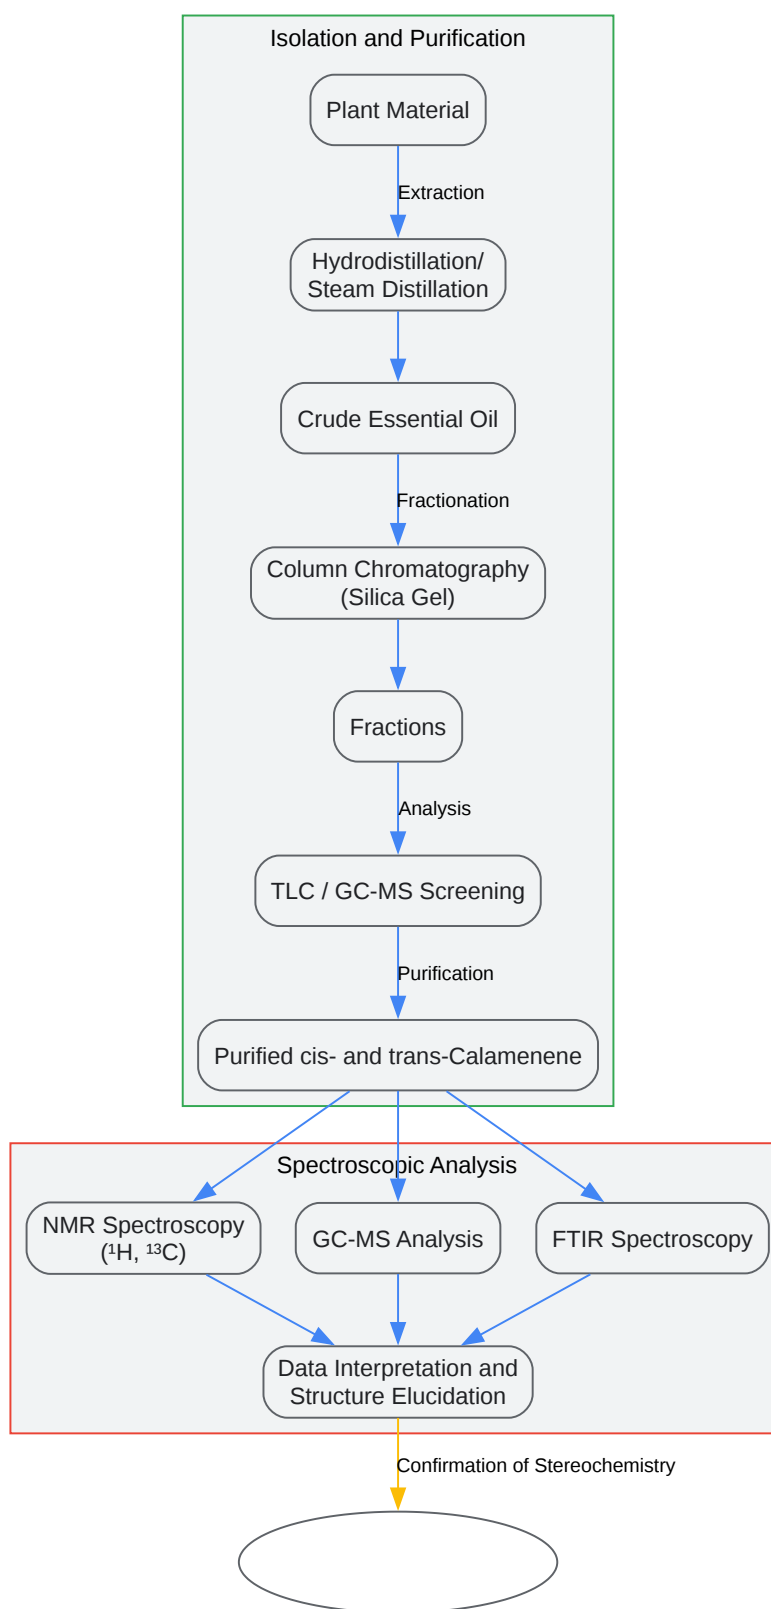 Isolation and Purification
Plant Material
Extraction
Hydrodistillation/
Steam Distillation
Crude Essential Oil
Fractionation
Column Chromatography
(Silica Gel)
Fractions
Analysis
TLC / GC-MS Screening
Purification
Purified cis- and trans-Calamenene
Spectroscopic Analysis
NMR Spectroscopy
(¹H, ¹³C)
GC-MS Analysis
FTIR Spectroscopy
Data Interpretation and
Structure Elucidation
Confirmation of Stereochemistry